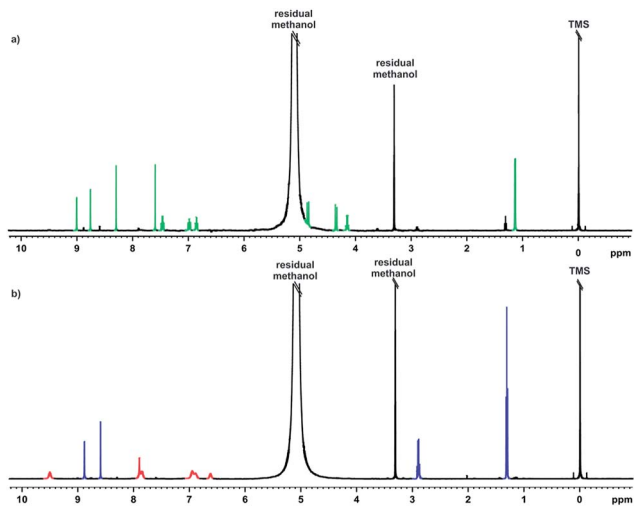 residual
methanol
TMS
a)
residual
methanol
10 9 8 7 6 5 4 3 2 1 0
ppm
residual
methanol
residual
methanol
TMS
b)
10 9 8 7 6 5 4 3 2 1 0 ppm